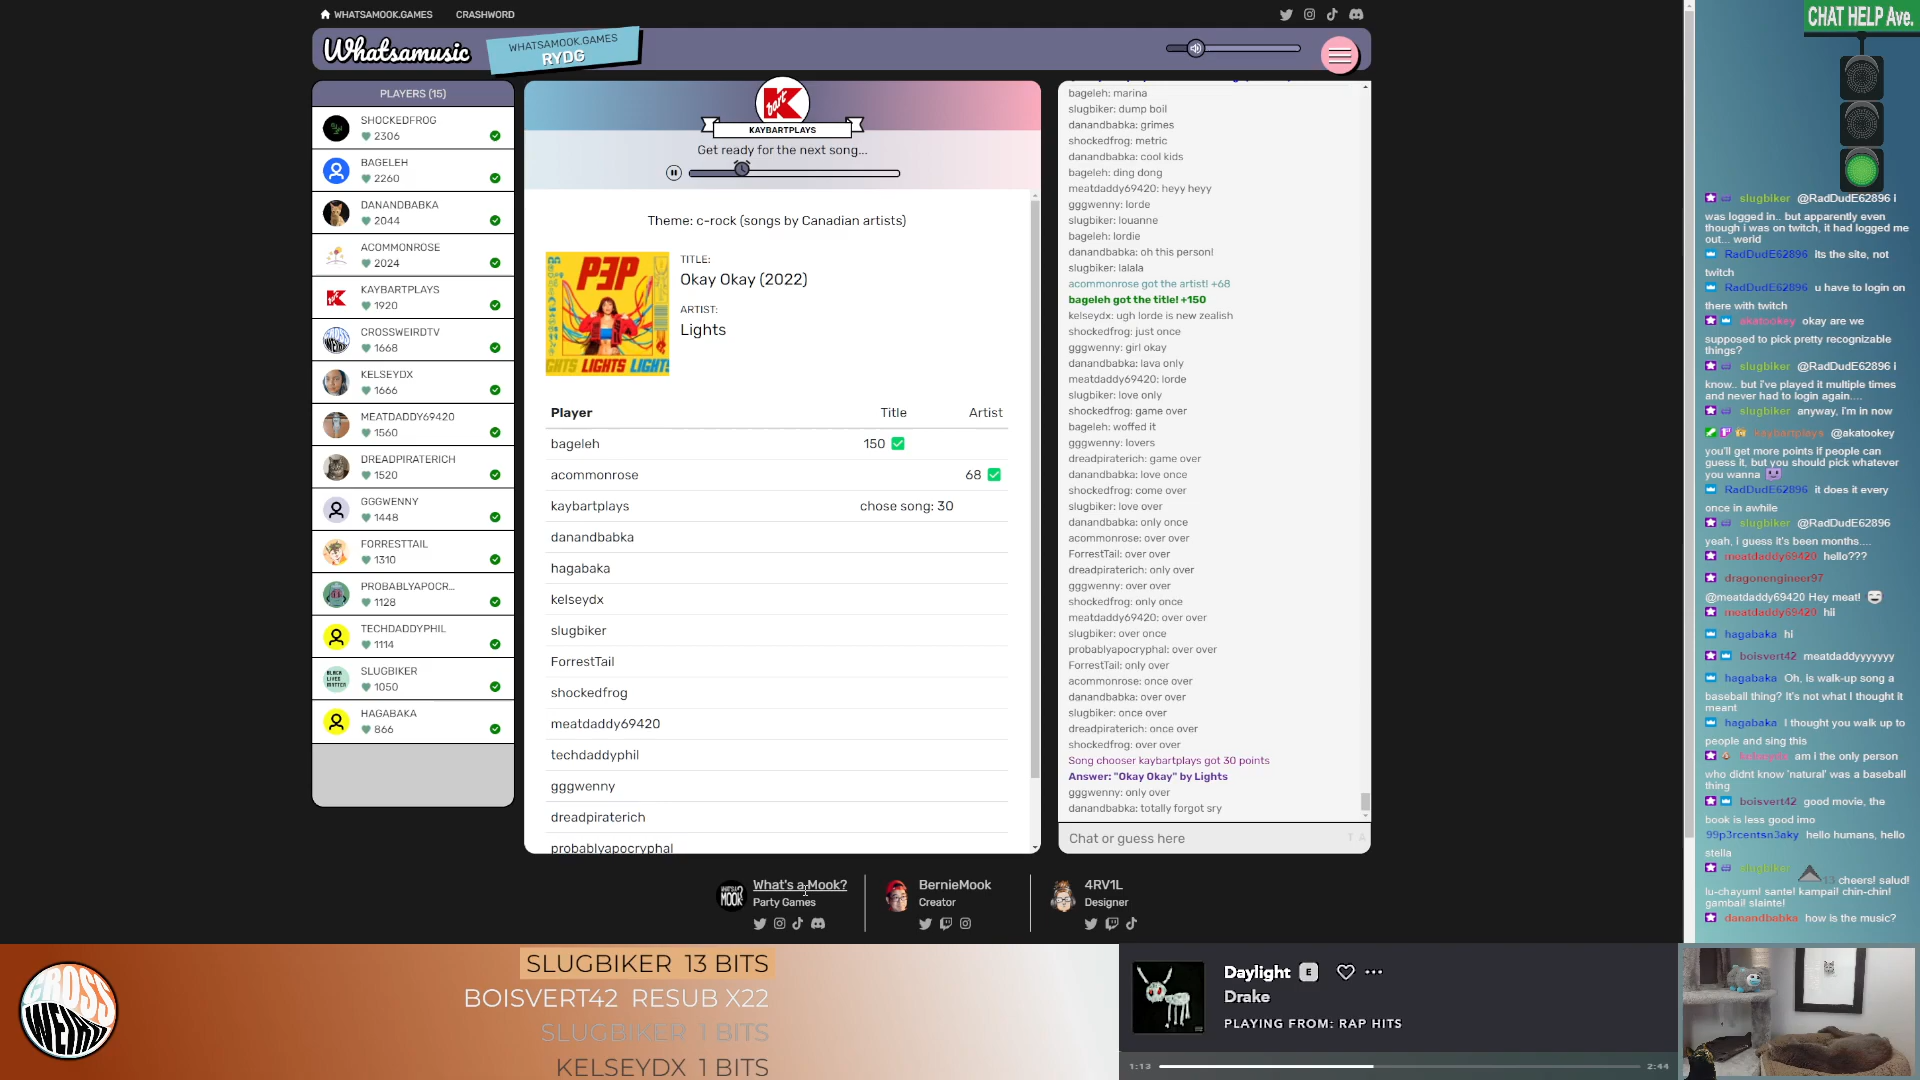 WHATSAMOOK.GAMES
CRASHWORD
Whatsamusic
WHATSAMOOK.GAMES
RYDG
PLAYERS (15)
SHOCKEDFROG
2306
BAGELEH
2260
DANANDBABKA
2044
ACOMMONROSE
2024
KAYBARTPLAYS
1920
CROSSWEIRDTV
1668
KELSEYDX
1666
MEATDADDY69420
1560
DREADPIRATERICH
1520
GGGWENNY
1448
FORRESTTAIL
1310
PROBABLYAPOCR...
1128
TECHDADDYPHIL
1114
SLUGBIKER
1050
HAGABAKA
866
K
bart
KAYBARTPLAYS
Get ready for the next song...
Theme: c-rock (songs by Canadian artists)
PEP
LIGHTS
TITLE:
Okay Okay (2022)
ARTIST:
Lights
Player Title Artist
bageleh 150
acommonrose 68
kaybartplays chose song: 30
danandbabka
hagabaka
kelseydx
slugbiker
ForrestTail
shockedfrog
meatdaddy69420
techdaddyphil
gggwenny
dreadpiraterich
probablyapocryphal
bageleh: marina
slugbiker: dump boil
danandbabka: grimes
shockedfrog: metric
danandbabka: cool kids
bageleh: ding dong
meatdaddy69420: heyy heyy
gggwenny: lorde
slugbiker: louanne
bageleh: lordie
danandbabka: oh this person!
slugbiker: lalala
acommonrose got the artist! +68
bageleh got the title! +150
kelseydx: ugh lorde is new zealish
shockedfrog: just once
gggwenny: girl okay
danandbabka: lava only
meatdaddy69420: lorde
slugbiker: love only
shockedfrog: game over
bageleh: woffed it
gggwenny: lovers
dreadpiraterich: game over
danandbabka: love once
shockedfrog: come over
slugbiker: love over
danandbabka: only once
acommonrose: over over
ForrestTail: over over
dreadpiraterich: only over
gggwenny: over over
shockedfrog: only once
meatdaddy69420: over over
slugbiker: over once
probablyapocryphal: over over
ForrestTail: only over
acommonrose: once over
danandbabka: over over
slugbiker: once over
dreadpiraterich: once over
shockedfrog: over over
Song chooser kaybartplays got 30 points
Answer: "Okay Okay" by Lights
gggwenny: only over
danandbabka: totally forgot sry
Chat or guess here
T A
What's a Mook?
Party Games
BernieMook
Creator
4RV1L
Designer
CHAT HELP Ave.
slugbiker @RadDudE62896 i
was logged in.. but apparently even
though i was on twitch, it had logged me
out... werid
RadDudE62896 its the site, not
twitch
RadDudE62896 u have to login on
there with twitch
akatookey okay are we
supposed to pick pretty recognizable
things?
slugbiker @RadDudE62896 i
know.. but i've played it multiple times
and never had to login again....
slugbiker anyway, i'm in now
kaybartplays @akatookey
you'll get more points if people can
guess it, but you should pick whatever
you wanna
RadDudE62896 it does it every
once in awhile
slugbiker @RadDudE62896
yeah, i guess it's been months....
meatdaddy69420 hello???
dragonengineer97
@meatdaddy69420 Hey meat!
meatdaddy69420 hii
hagabaka hi
boisvert42 meatdaddyyyyyy
hagabaka Oh, is walk-up song a
baseball thing? It's not what I thought it
meant
hagabaka I thought you walk up to
people and sing this
kelseydx am i the only person
who didnt know 'natural' was a baseball
thing
boisvert42 good movie, the
book is less good imo
99p3rcentsn3aky hello humans, hello
stella
slugbiker 13 cheers! salud!
lu-chayum! sante! kampai! chin-chin!
gambai! slainte!
danandbabka how is the music?
CROSS
WEIRD
SLUGBIKER 13 BITS
BOISVERT42 RESUB X22
SLUGBIKER 1 BITS
KELSEYDX 1 BITS
Daylight E
Drake
PLAYING FROM: RAP HITS
1:13
2:44